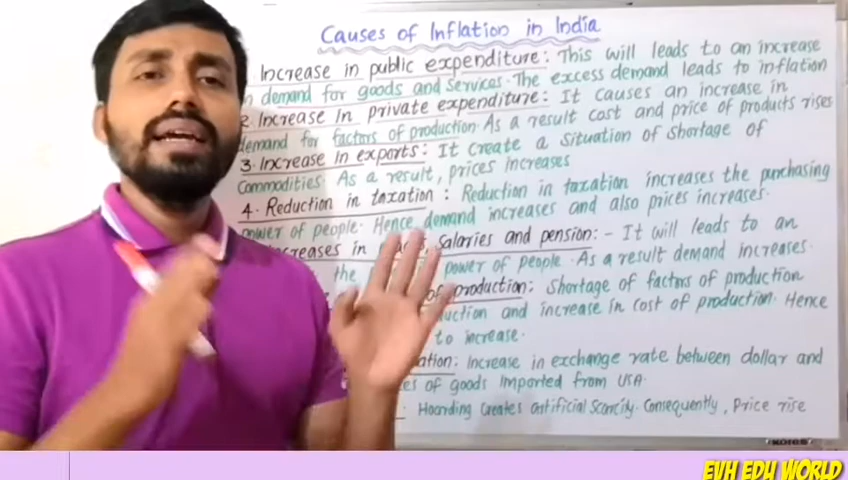 Causes of Inflation in India
Increase in public expenditure: This will leads to an increase
in demand for goods and services. The excess demand leads to inflation
2. Increase In private expenditure: It causes an increase in
demand for factors of production. As a result cost and price of products rises
3. Increase in exports: It create a situation of shortage of
Commodities. As a result, prices increases
4. Reduction in taxation: Reduction in taxation increases the purchasing
power of people. Hence demand increases and also prices increases.
creases in salaries and pension:- It will leads to an
the power of people. As a result demand increases.
of production: Shortage of factors of production
uction and increase in cost of production. Hence
to increase.
ation: Increase in exchange rate between dollar and
es of goods imported from USA.
: Hoarding Creates artificial Scarcity. Consequently, Price rise
KORES
EVH EDU WORLD